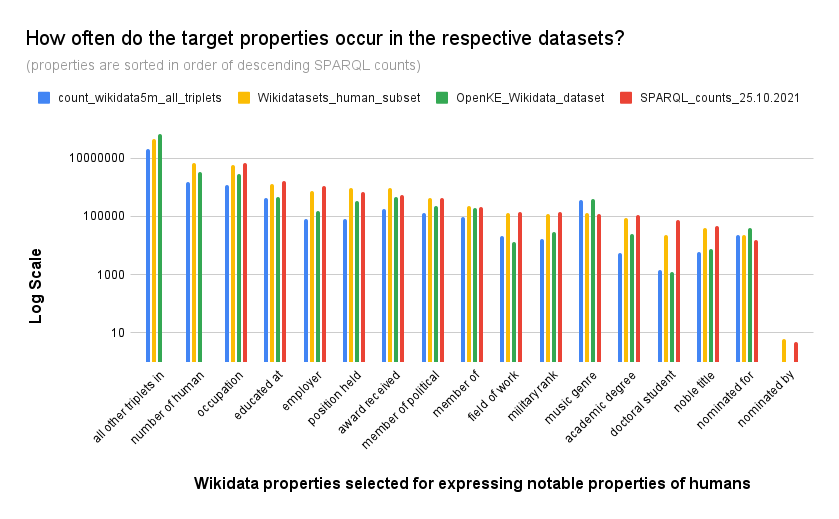 How often do the target properties occur in the respective datasets?
(properties are sorted in order of descending SPARQL counts)
count_wikidata5m_all_triplets Wikidatasets_human_subset OpenKE_Wikidata_dataset SPARQL_counts_25.10.2021
10000000
100000
1000
10
Log Scale
all other triplets in
number of human
occupation
educated at
employer
position held
award received
member of political
member of
field of work
military rank
music genre
academic degree
doctoral student
noble title
nominated for
nominated by
Wikidata properties selected for expressing notable properties of humans